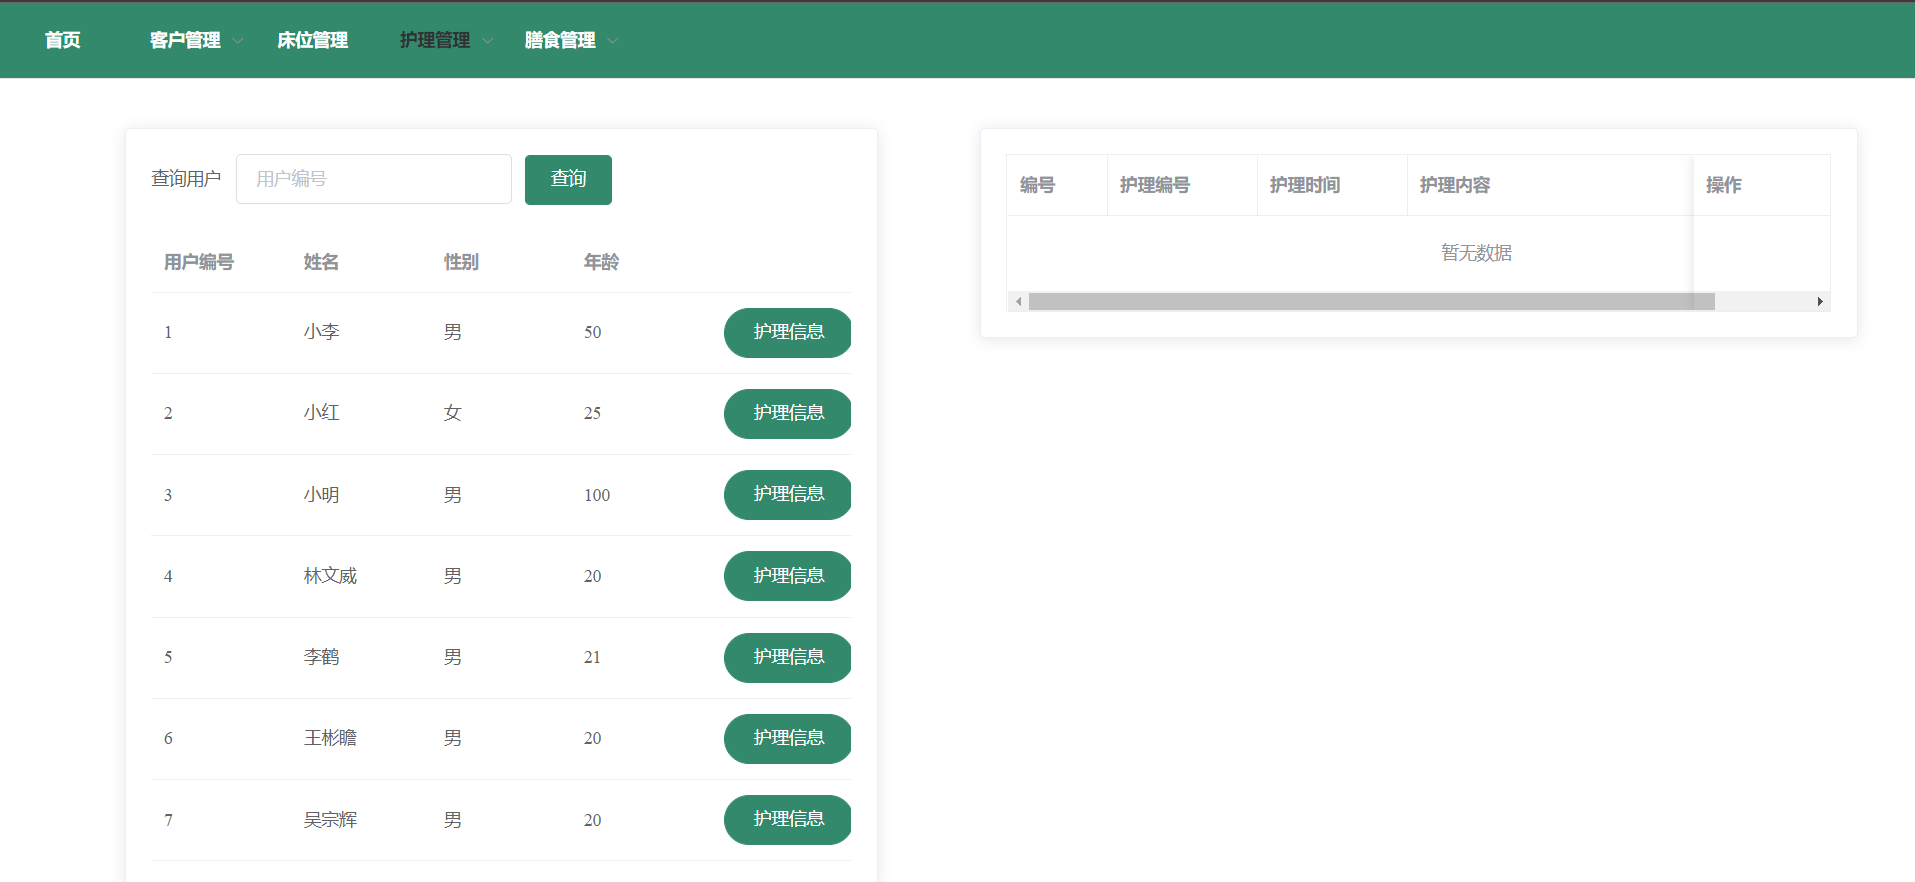 首页 客户管理 床位管理 护理管理 膳食管理
查询用户 用户编号 查询
用户编号 姓名 性别 年龄
1 小李 男 50 护理信息
2 小红 女 25 护理信息
3 小明 男 100 护理信息
4 林文威 男 20 护理信息
5 李鹤 男 21 护理信息
6 王彬瞻 男 20 护理信息
7 吴宗辉 男 20 护理信息
编号 护理编号 护理时间 护理内容 操作
暂无数据